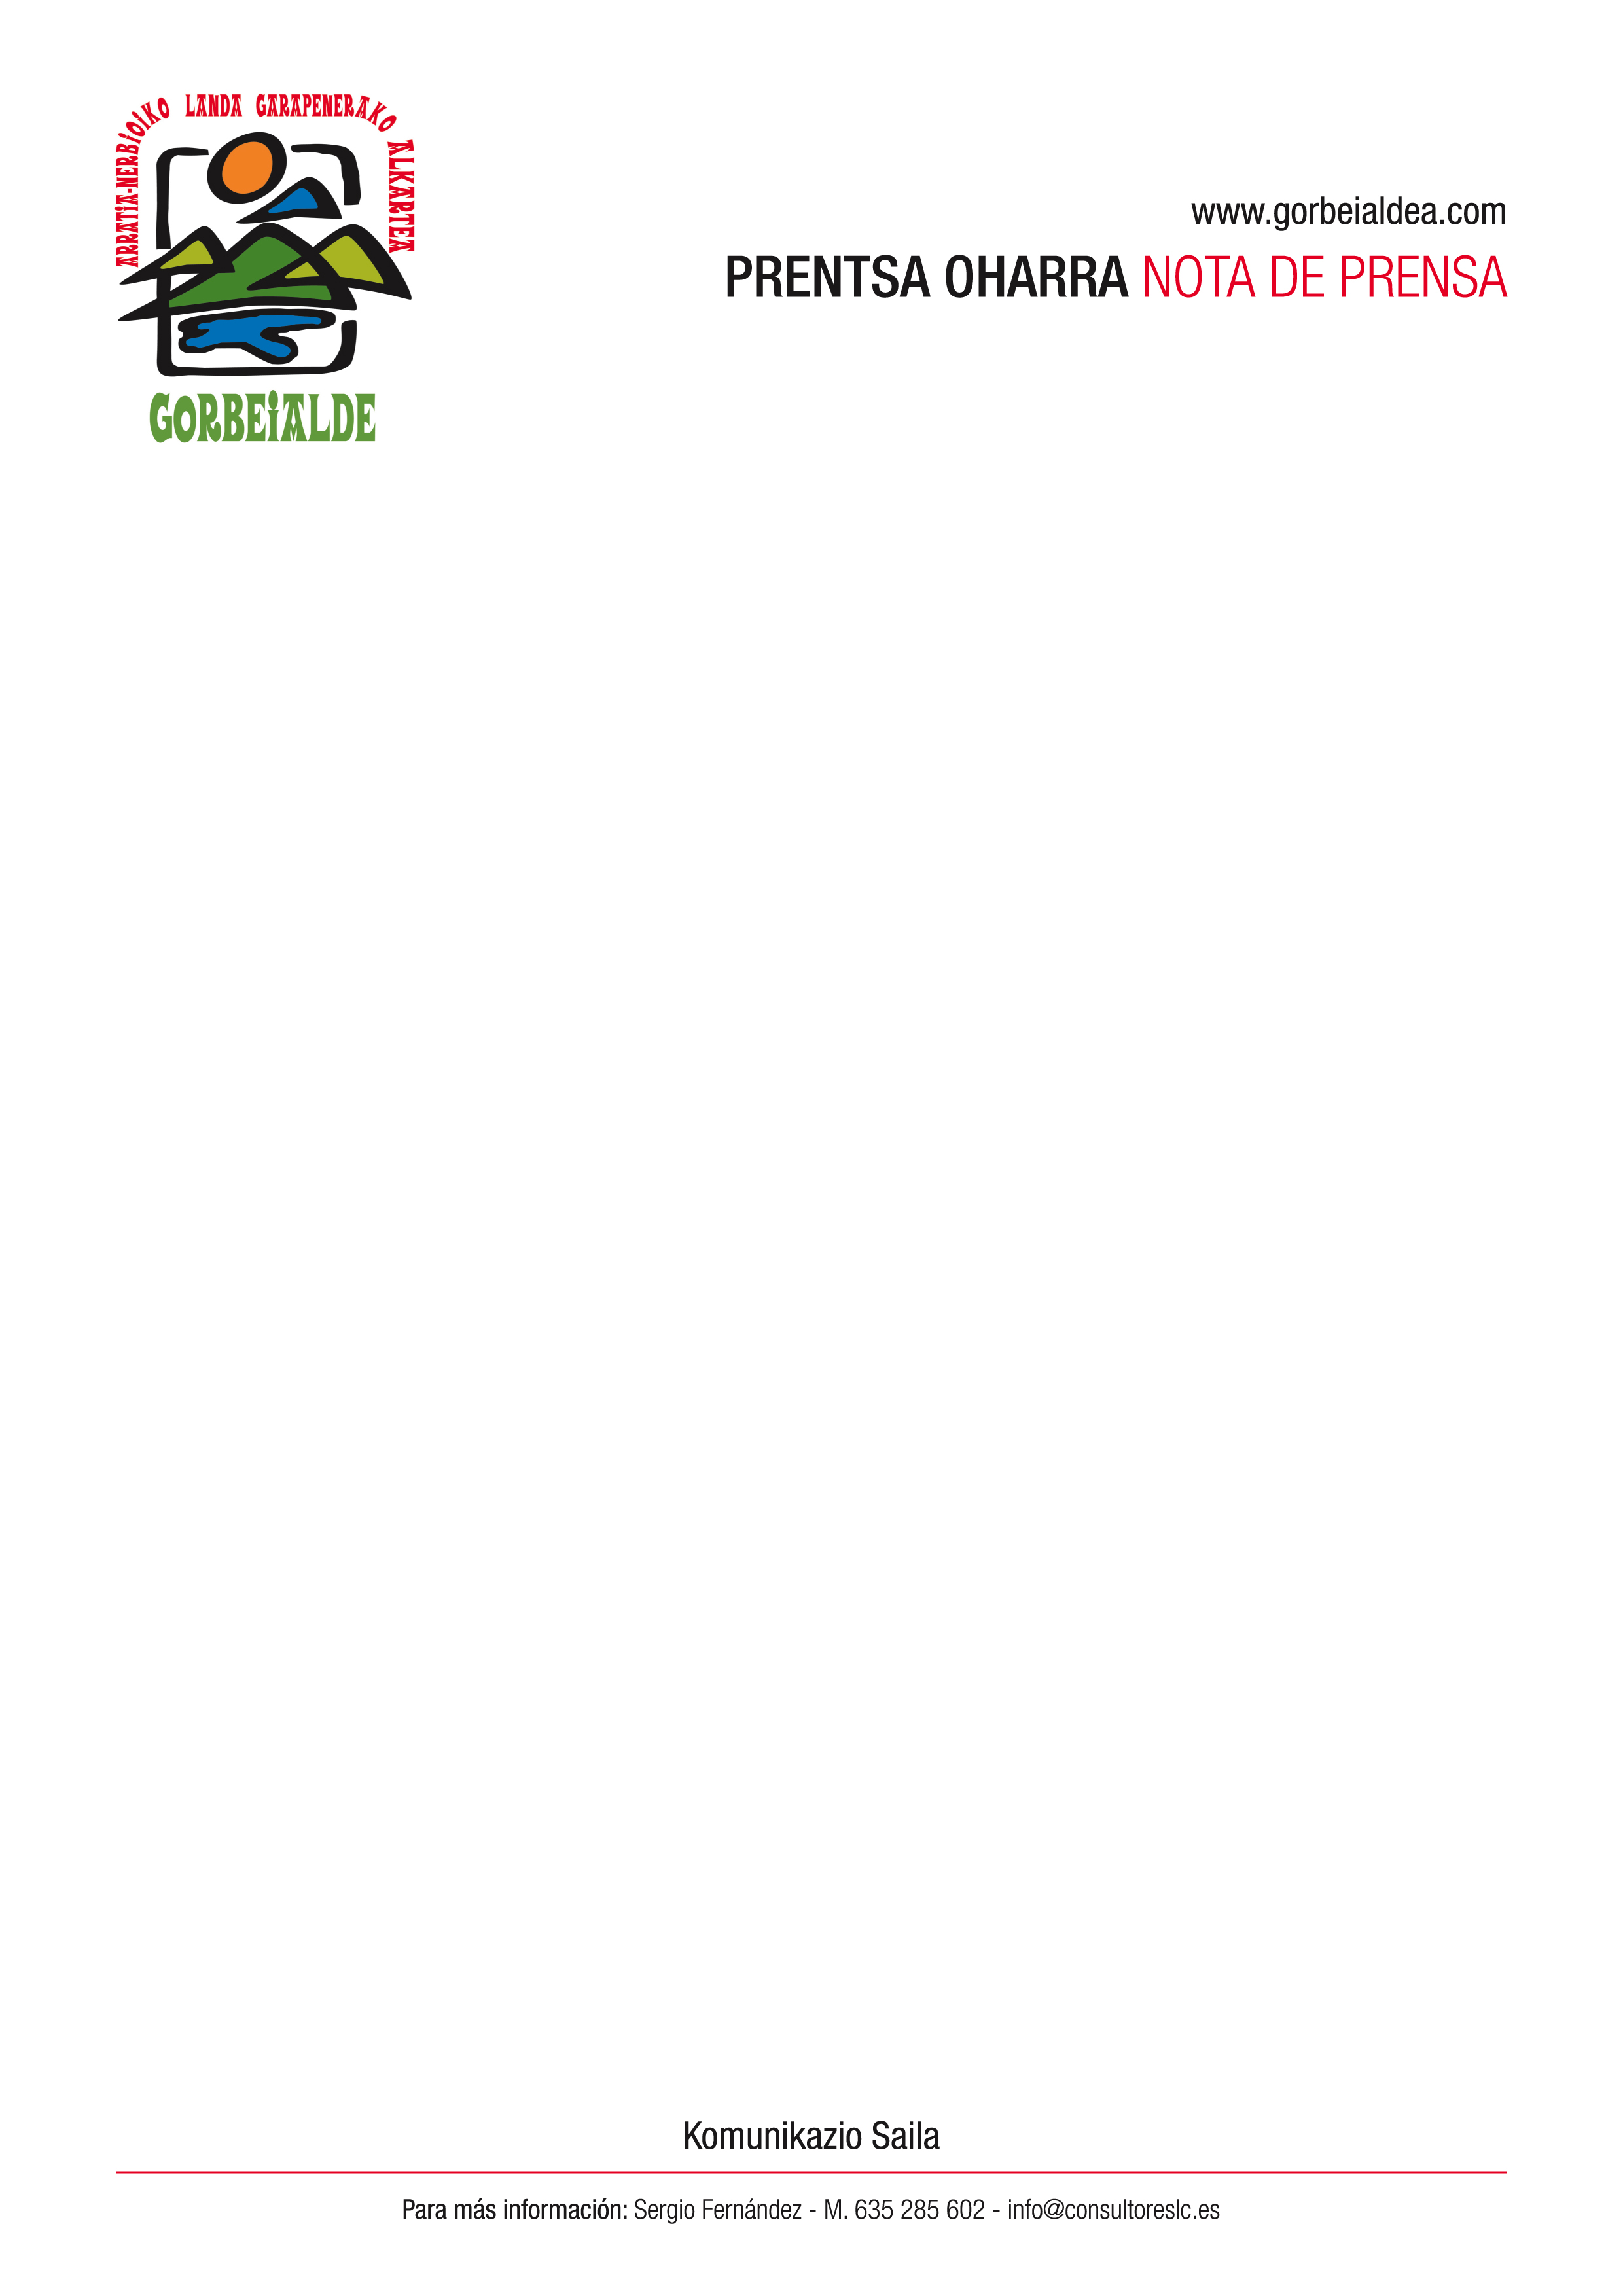 ARRATiA-NERBiOiKO LANDA GARAPENERAKO ALKARTEA
GORBEiALDE
www.gorbeialdea.com
PRENTSA OHARRA NOTA DE PRENSA
Komunikazio Saila
Para más información: Sergio Fernández - M. 635 285 602 - info@consultoreslc.es